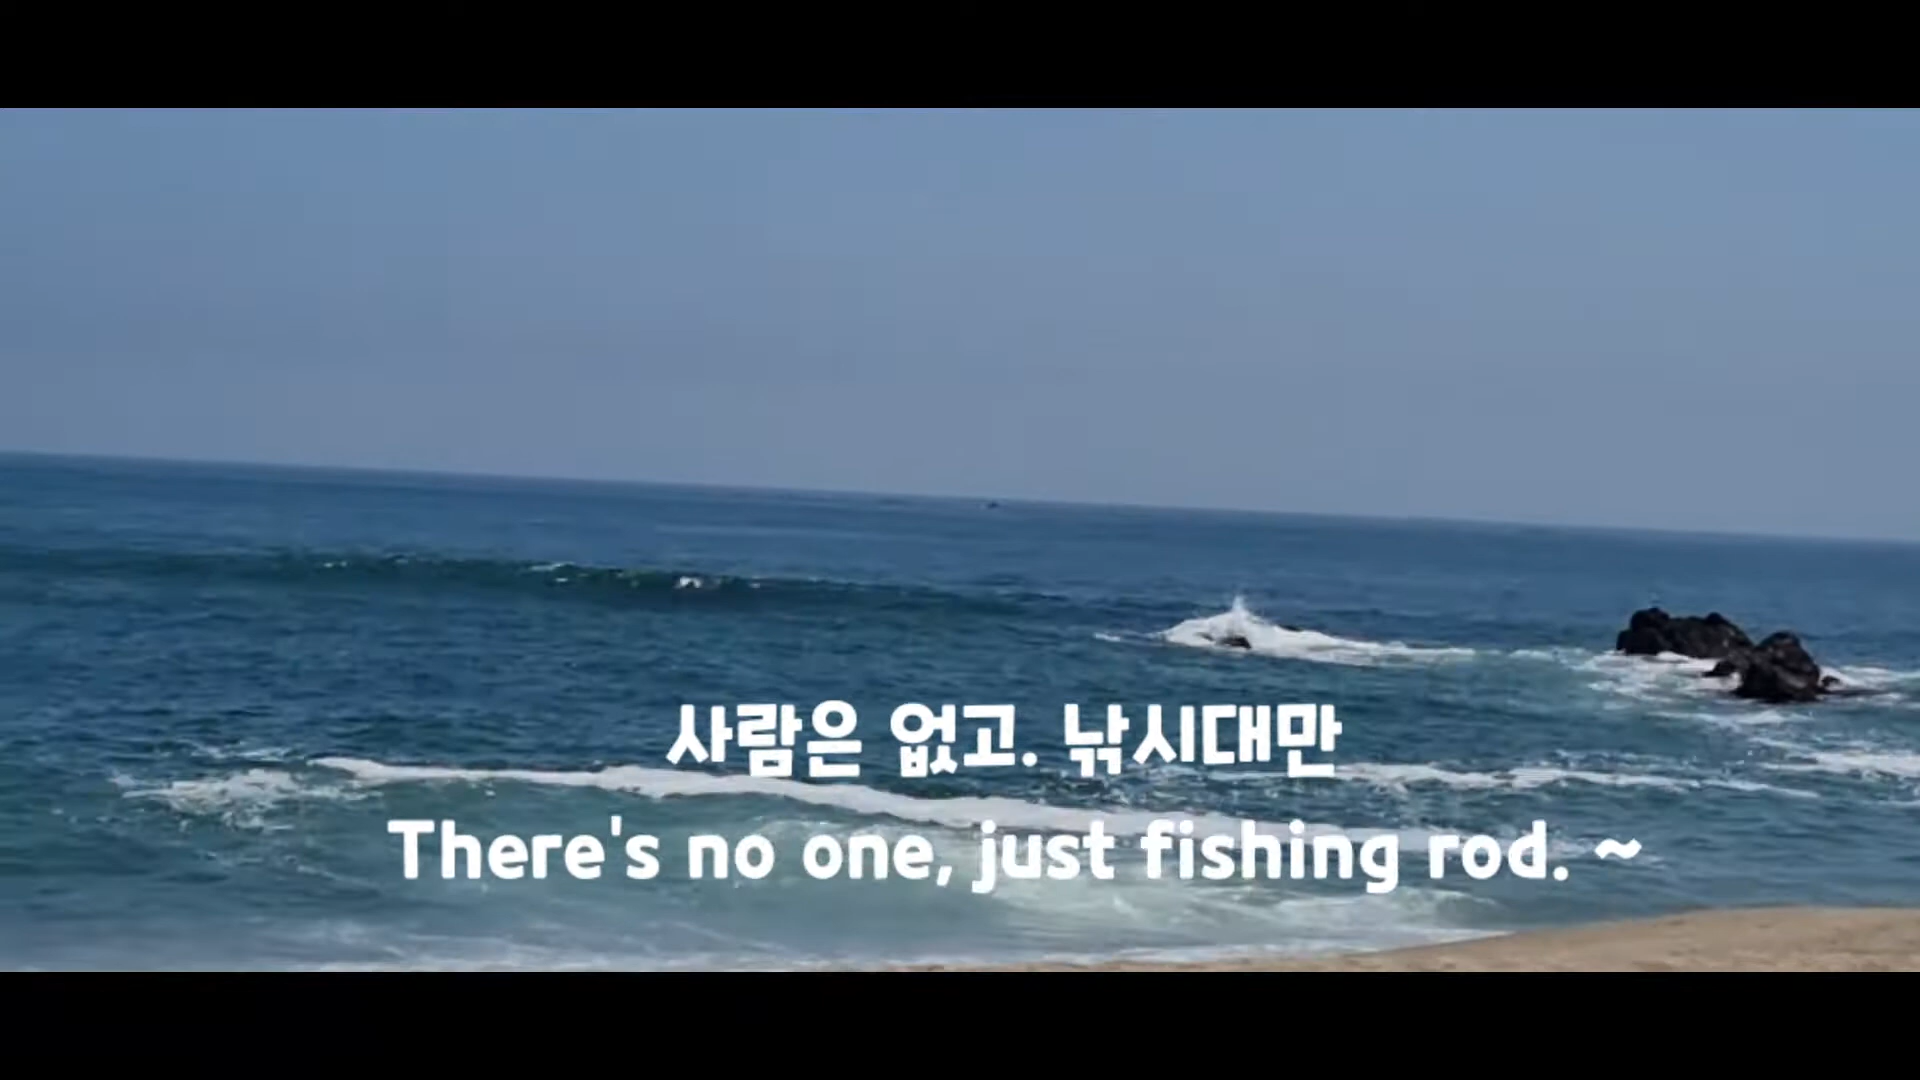 사람은 없고. 낚시대만
There's no one, just fishing rod. ~